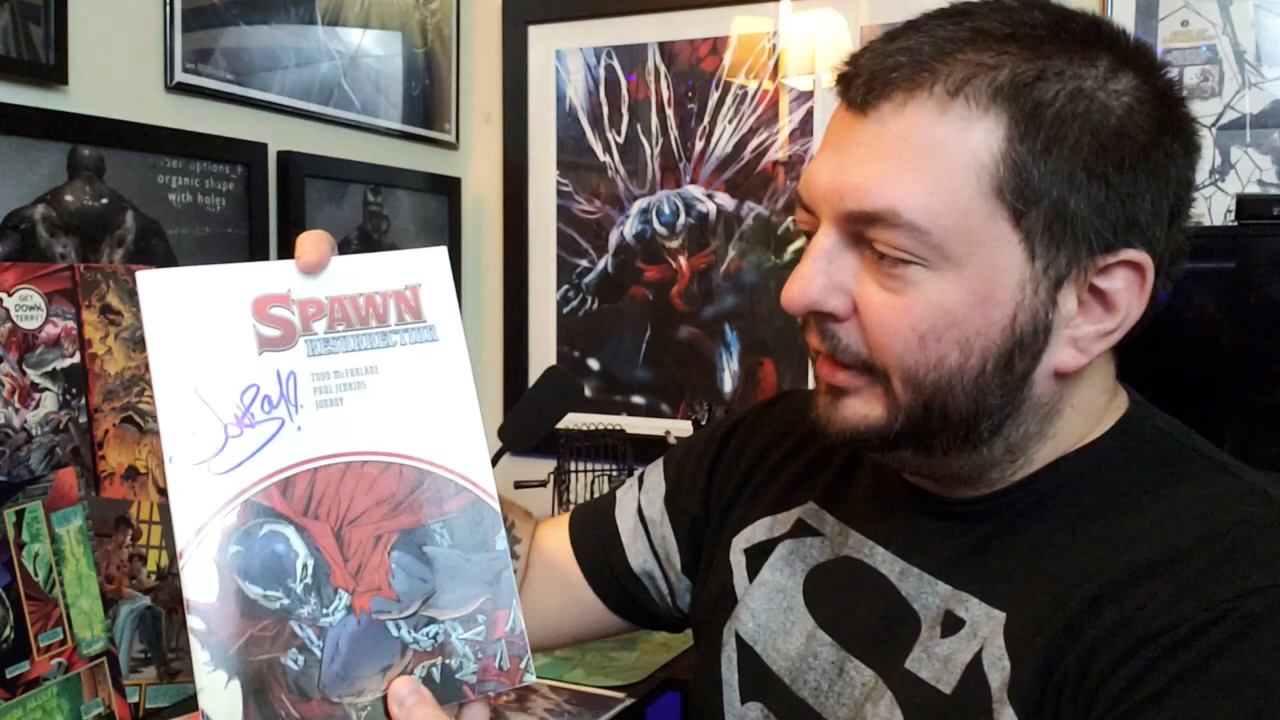 organic shape
with holes
GET
DOWN,
TERRY!
SPAWN
RESURRECTION
TODD McFARLANE
PAUL JENKINS
JONBOY